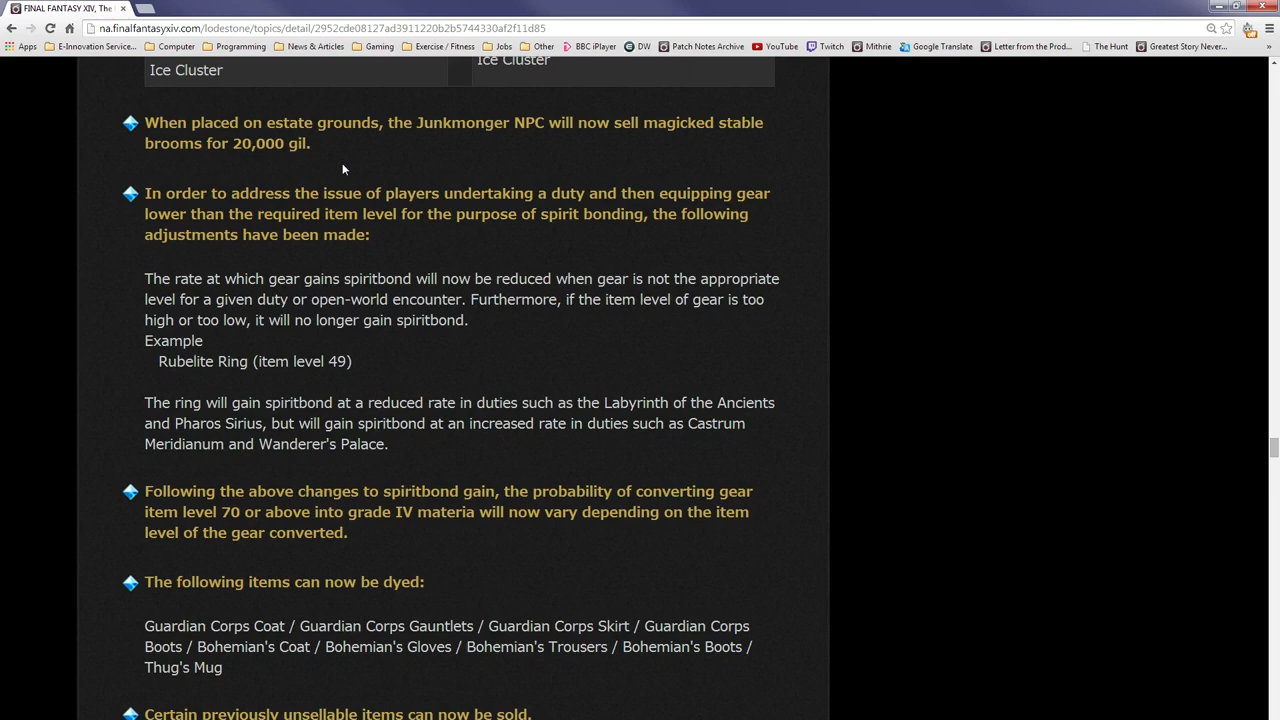 FINAL FANTASY XIV, The
na.finalfantasyxiv.com/lodestone/topics/detail/2952cde08127ad3911220b2b5744330af2f11d85
Apps E-Innovation Service... Computer Programming News & Articles Gaming Exercise / Fitness Jobs Other BBC iPlayer DW Patch Notes Archive YouTube Twitch Mithrie Google Translate Letter from the Prod... The Hunt Greatest Story Never... »
Ice Cluster
Ice Cluster
When placed on estate grounds, the Junkmonger NPC will now sell magicked stable
brooms for 20,000 gil.
In order to address the issue of players undertaking a duty and then equipping gear
lower than the required item level for the purpose of spirit bonding, the following
adjustments have been made:
The rate at which gear gains spiritbond will now be reduced when gear is not the appropriate
level for a given duty or open-world encounter. Furthermore, if the item level of gear is too
high or too low, it will no longer gain spiritbond.
Example
Rubelite Ring (item level 49)
The ring will gain spiritbond at a reduced rate in duties such as the Labyrinth of the Ancients
and Pharos Sirius, but will gain spiritbond at an increased rate in duties such as Castrum
Meridianum and Wanderer's Palace.
Following the above changes to spiritbond gain, the probability of converting gear
item level 70 or above into grade IV materia will now vary depending on the item
level of the gear converted.
The following items can now be dyed:
Guardian Corps Coat / Guardian Corps Gauntlets / Guardian Corps Skirt / Guardian Corps
Boots / Bohemian's Coat / Bohemian's Gloves / Bohemian's Trousers / Bohemian's Boots /
Thug's Mug
Certain previously unsellable items can now be sold.